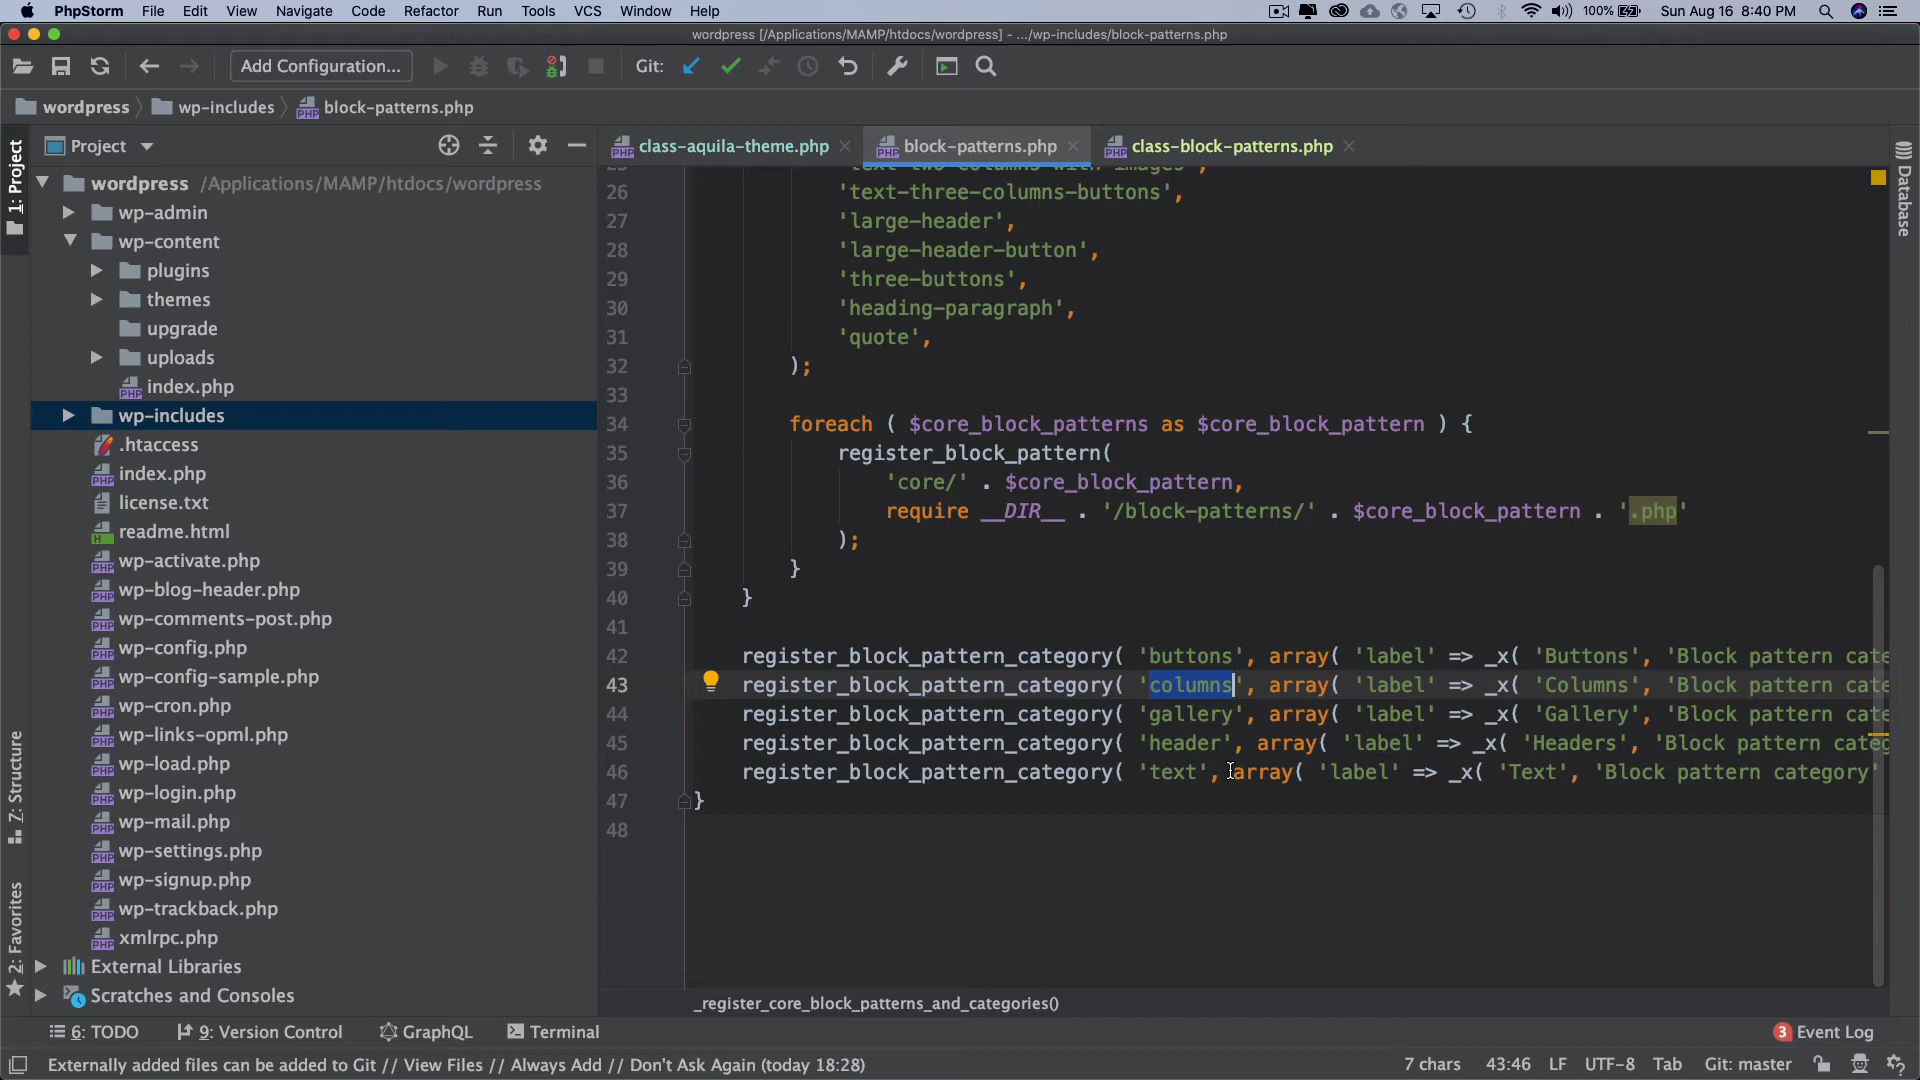 PhpStorm File Edit View Navigate Code Refactor Run Tools VCS Window Help 100% Sun Aug 16 8:40 PM
wordpress [/Applications/MAMP/htdocs/wordpress] - .../wp-includes/block-patterns.php
Add Configuration... Git:
wordpress wp-includes block-patterns.php
1: Project
Z: Structure
2: Favorites
Project
wordpress /Applications/MAMP/htdocs/wordpress
wp-admin
wp-content
plugins
themes
upgrade
uploads
index.php
wp-includes
.htaccess
index.php
license.txt
readme.html
wp-activate.php
wp-blog-header.php
wp-comments-post.php
wp-config.php
wp-config-sample.php
wp-cron.php
wp-links-opml.php
wp-load.php
wp-login.php
wp-mail.php
wp-settings.php
wp-signup.php
wp-trackback.php
xmlrpc.php
External Libraries
Scratches and Consoles
class-aquila-theme.php block-patterns.php class-block-patterns.php
25 'text-two-columns-with-images',
26 'text-three-columns-buttons',
27 'large-header',
28 'large-header-button',
29 'three-buttons',
30 'heading-paragraph',
31 'quote',
32 );
33
34 foreach ( $core_block_patterns as $core_block_pattern ) {
35 register_block_pattern(
36 'core/' . $core_block_pattern,
37 require __DIR__ . '/block-patterns/' . $core_block_pattern . '.php'
38 );
39 }
40 }
41
42 register_block_pattern_category( 'buttons', array( 'label' => _x( 'Buttons', 'Block pattern cate
43 register_block_pattern_category( 'columns', array( 'label' => _x( 'Columns', 'Block pattern cate
44 register_block_pattern_category( 'gallery', array( 'label' => _x( 'Gallery', 'Block pattern cate
45 register_block_pattern_category( 'header', array( 'label' => _x( 'Headers', 'Block pattern categ
46 register_block_pattern_category( 'text', array( 'label' => _x( 'Text', 'Block pattern category'
47 }
48
_register_core_block_patterns_and_categories()
Database
6: TODO 9: Version Control GraphQL Terminal 3 Event Log
Externally added files can be added to Git // View Files // Always Add // Don't Ask Again (today 18:28) 7 chars 43:46 LF UTF-8 Tab Git: master